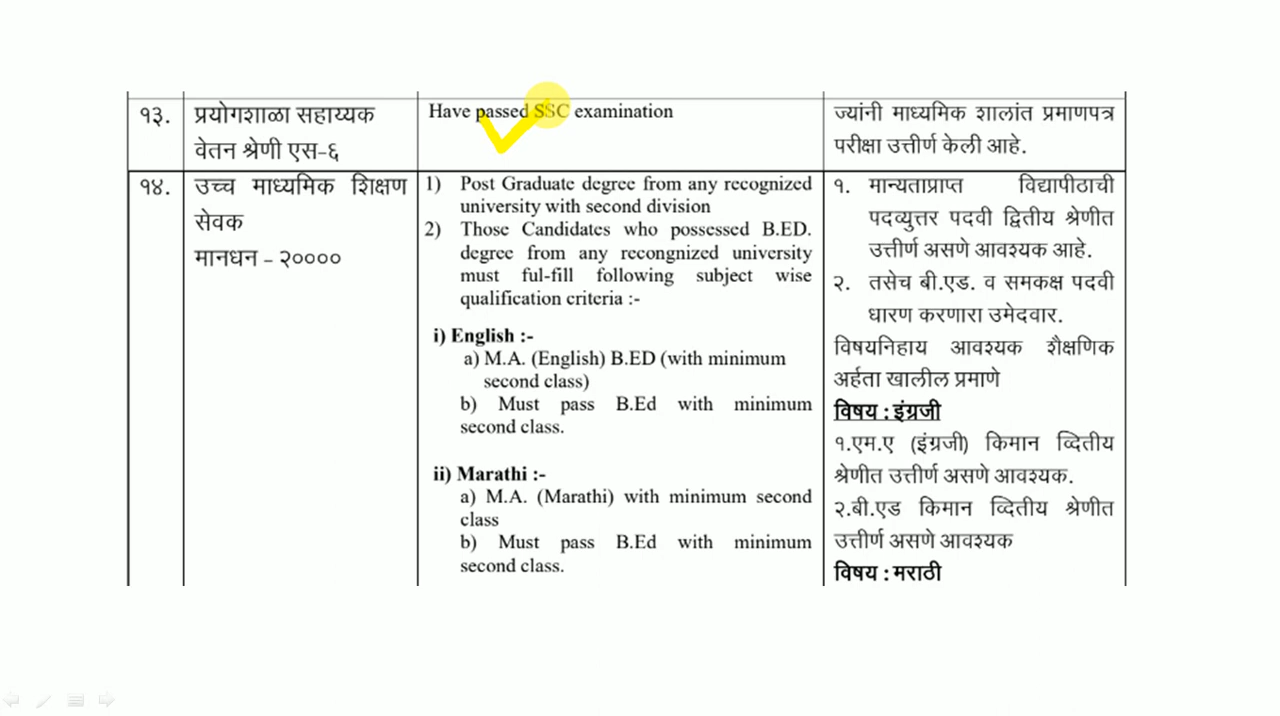 १३.
प्रयोगशाळा सहाय्यक
वेतन श्रेणी एस-६
Have passed SSC examination
ज्यांनी माध्यमिक शालांत प्रमाणपत्र
परीक्षा उत्तीर्ण केली आहे.
१४.
उच्च माध्यमिक शिक्षण
सेवक
मानधन - २००००
1) Post Graduate degree from any recognized
university with second division
2) Those Candidates who possessed B.ED.
degree from any recongnized university
must ful-fill following subject wise
qualification criteria :-
i) English :-
a) M.A. (English) B.ED (with minimum
second class)
b) Must pass B.Ed with minimum
second class.
ii) Marathi :-
a) M.A. (Marathi) with minimum second
class
b) Must pass B.Ed with minimum
second class.
१. मान्यताप्राप्त विद्यापीठाची
पदव्युत्तर पदवी द्वितीय श्रेणीत
उत्तीर्ण असणे आवश्यक आहे.
२. तसेच बी.एड. व समकक्ष पदवी
धारण करणारा उमेदवार.
विषयनिहाय आवश्यक शैक्षणिक
अर्हता खालील प्रमाणे
विषय : इंग्रजी
१.एम.ए (इंग्रजी) किमान व्दितीय
श्रेणीत उत्तीर्ण असणे आवश्यक.
२.बी.एड किमान व्दितीय श्रेणीत
उत्तीर्ण असणे आवश्यक
विषय : मराठी